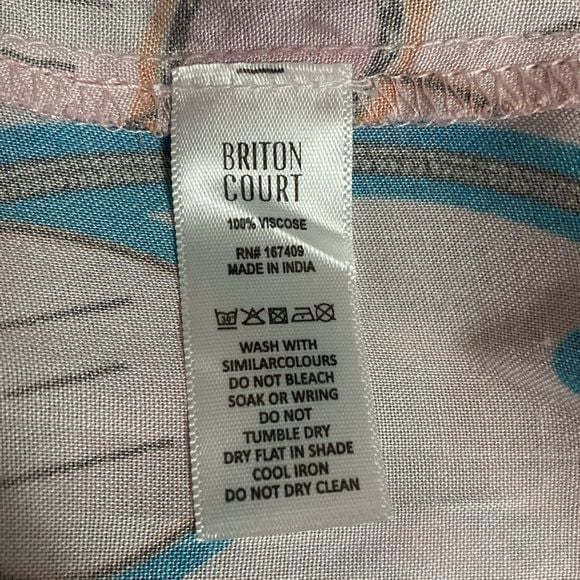 BRITON
COURT
100% VISCOSE
RN# 167409
MADE IN INDIA
30°
WASH WITH
SIMILARCOLOURS
DO NOT BLEACH
SOAK OR WRING
DO NOT
TUMBLE DRY
DRY FLAT IN SHADE
COOL IRON
DO NOT DRY CLEAN